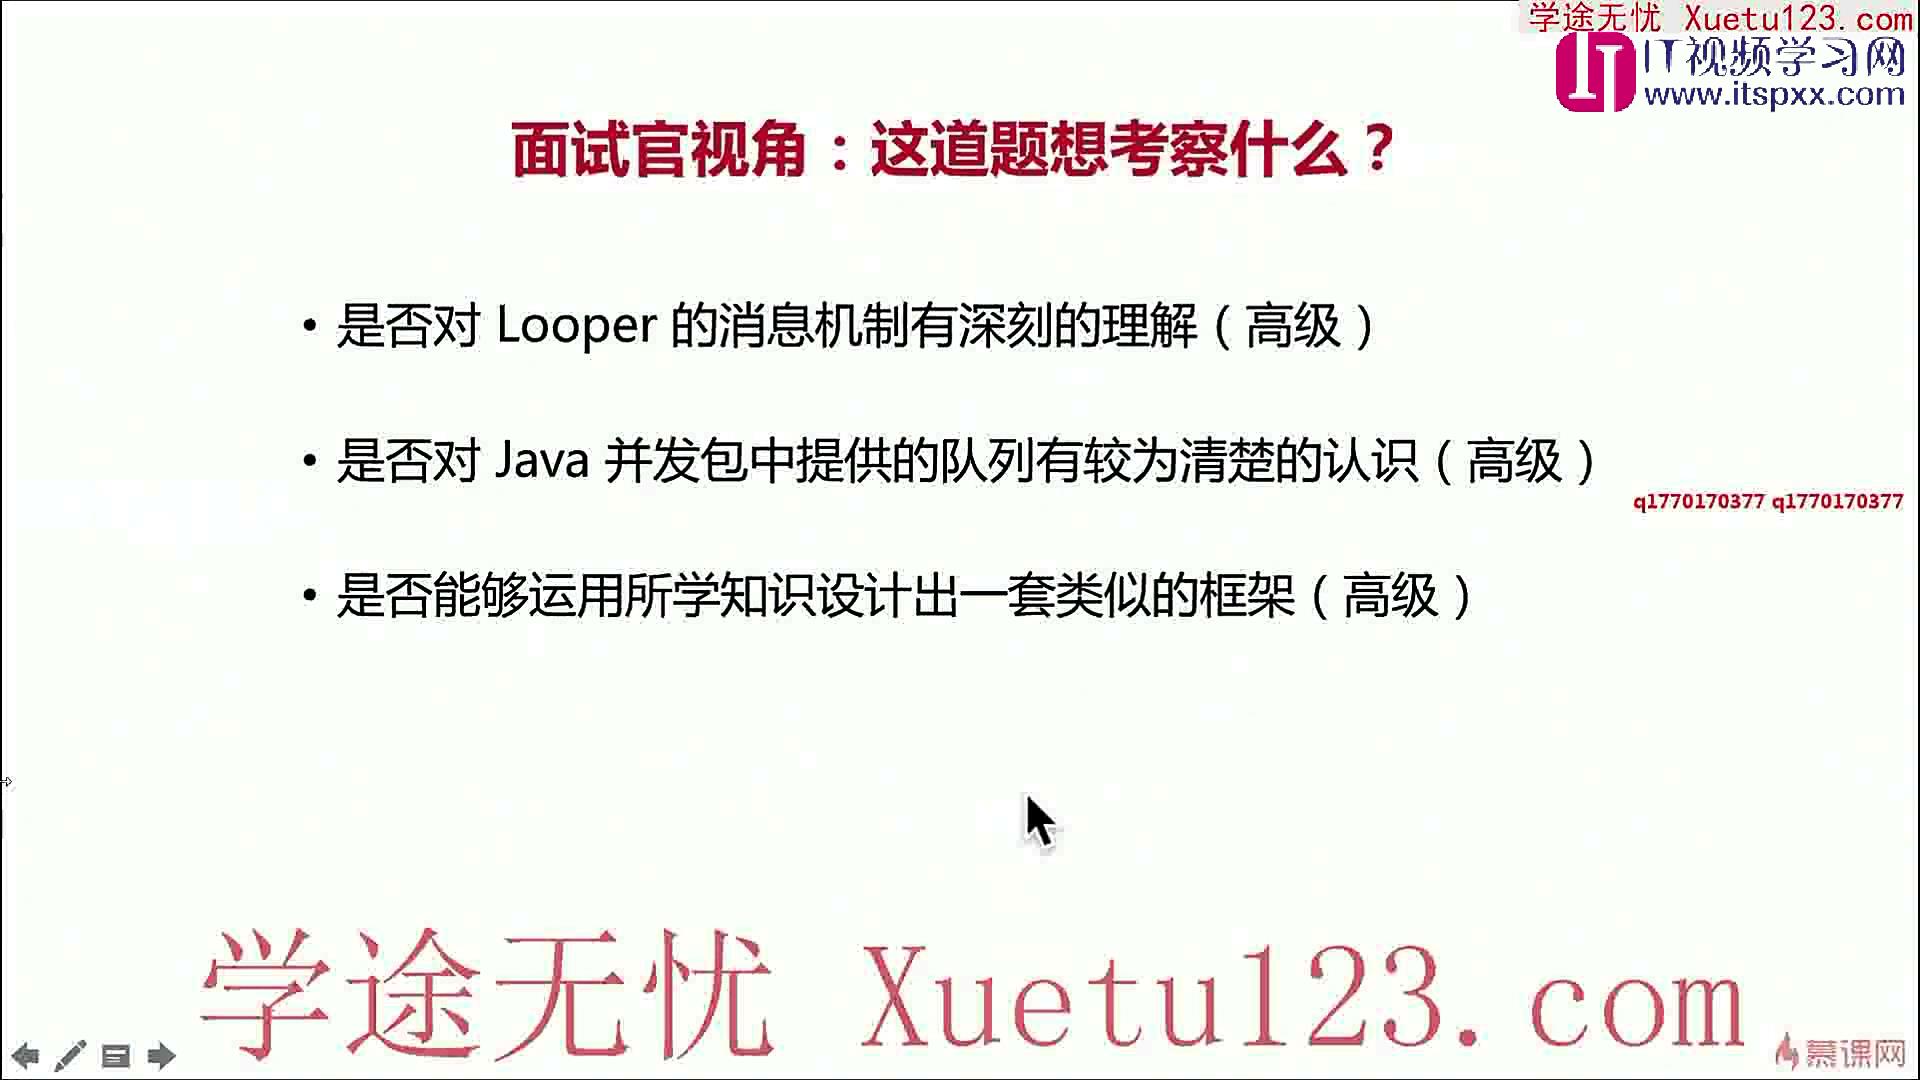 学途无忧 Xuetu123.com
IT视频学习网
www.itspxx.com
面试官视角：这道题想考察什么？
• 是否对 Looper 的消息机制有深刻的理解（高级）
• 是否对 Java 并发包中提供的队列有较为清楚的认识（高级）
q1770170377 q1770170377
• 是否能够运用所学知识设计出一套类似的框架（高级）
学途无忧 Xuetu123.com
慕课网